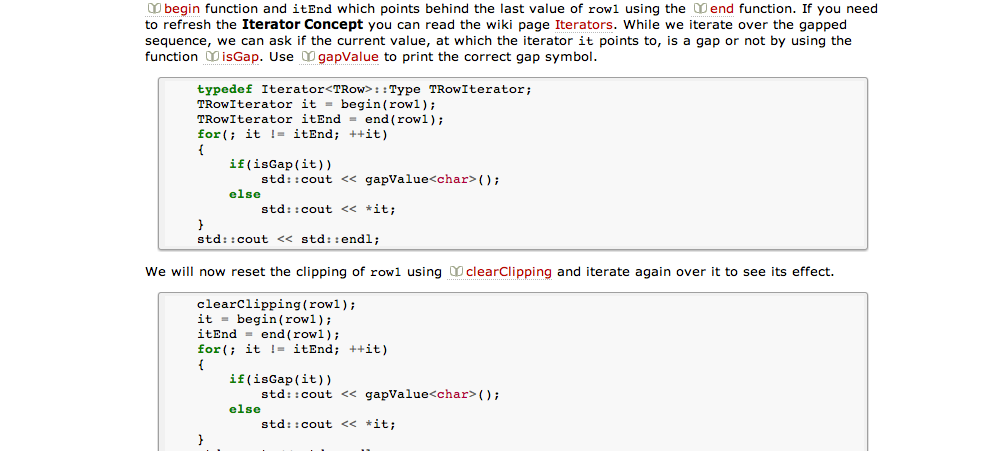 begin function and itEnd which points behind the last value of row1 using the end function. If you need
to refresh the Iterator Concept you can read the wiki page Iterators. While we iterate over the gapped
sequence, we can ask if the current value, at which the iterator it points to, is a gap or not by using the
function isGap. Use gapValue to print the correct gap symbol.
typedef Iterator<TRow>::Type TRowIterator;
TRowIterator it = begin(row1);
TRowIterator itEnd = end(row1);
for(; it != itEnd; ++it)
{
    if(isGap(it))
        std::cout << gapValue<char>();
    else
        std::cout << *it;
}
std::cout << std::endl;
We will now reset the clipping of row1 using clearClipping and iterate again over it to see its effect.
clearClipping(row1);
it = begin(row1);
itEnd = end(row1);
for(; it != itEnd; ++it)
{
    if(isGap(it))
        std::cout << gapValue<char>();
    else
        std::cout << *it;
}